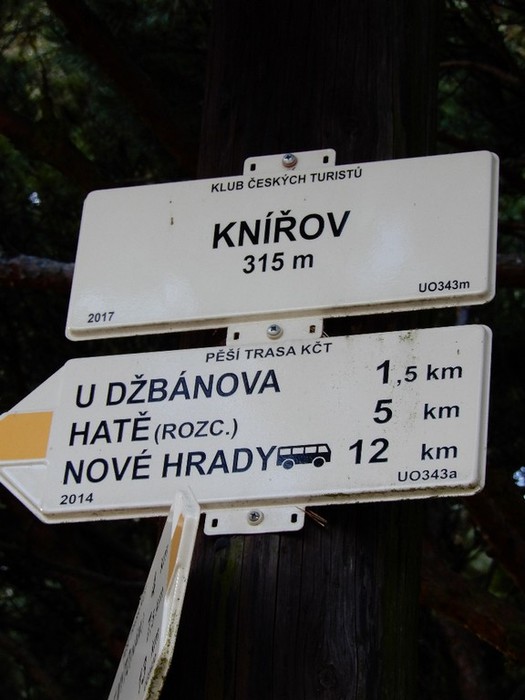 KLUB ČESKÝCH TURISTŮ
KNÍŘOV
315 m
2017 UO343m
PĚŠÍ TRASA KČT
U DŽBÁNOVA 1,5 km
HATĚ (ROZC.) 5 km
NOVÉ HRADY 12 km
2014 UO343a